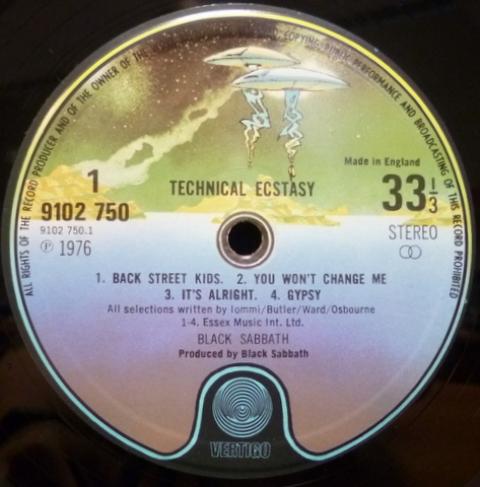 ALL RIGHTS OF THE RECORD PRODUCER AND OF THE OWNER OF THE
COPYING, PUBLIC PERFORMANCE AND BROADCASTING OF THIS RECORD PROHIBITED
Made in England
1
TECHNICAL ECSTASY
33 1/3
9102 750
9102 750.1
STEREO
Ⓟ 1976
1. BACK STREET KIDS. 2. YOU WON'T CHANGE ME
3. IT'S ALRIGHT. 4. GYPSY
All selections written by Iommi/Butler/Ward/Osbourne
1-4. Essex Music Int. Ltd.
BLACK SABBATH
Produced by Black Sabbath
VERTIGO